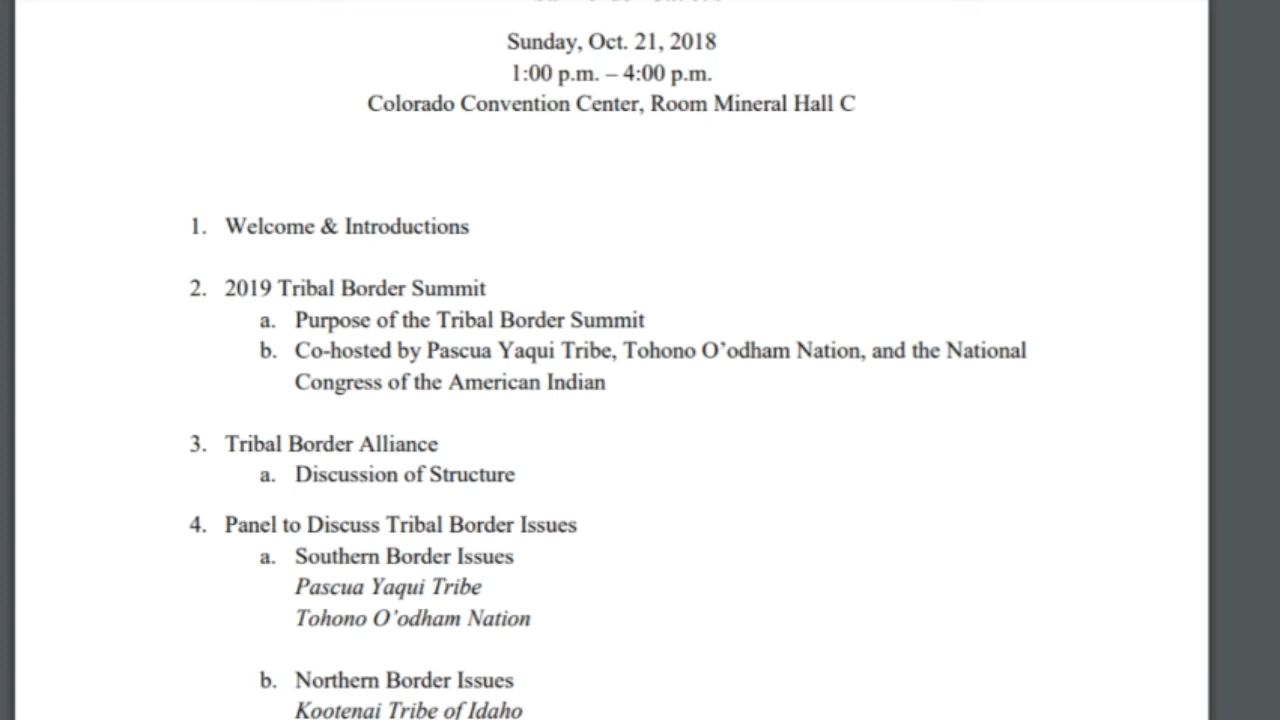 Sunday, Oct. 21, 2018
1:00 p.m. – 4:00 p.m.
Colorado Convention Center, Room Mineral Hall C
1. Welcome & Introductions
2. 2019 Tribal Border Summit
a. Purpose of the Tribal Border Summit
b. Co-hosted by Pascua Yaqui Tribe, Tohono O’odham Nation, and the National
Congress of the American Indian
3. Tribal Border Alliance
a. Discussion of Structure
4. Panel to Discuss Tribal Border Issues
a. Southern Border Issues
Pascua Yaqui Tribe
Tohono O’odham Nation
b. Northern Border Issues
Kootenai Tribe of Idaho